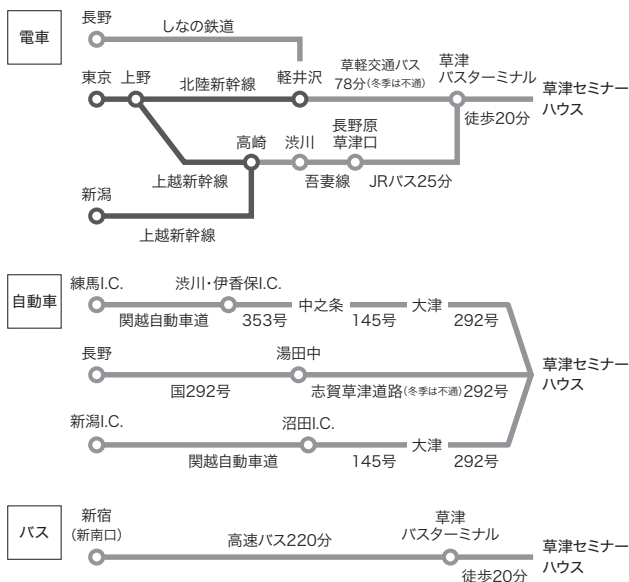 電車
長野
しなの鉄道
東京
上野
北陸新幹線
軽井沢
草軽交通バス
78分(冬季は不通)
草津
バスターミナル
草津セミナー
ハウス
徒歩20分
高崎
渋川
長野原
草津口
上越新幹線
吾妻線
JRバス25分
新潟
上越新幹線
自動車
練馬I.C.
渋川・伊香保I.C.
関越自動車道
353号
中之条
145号
大津
292号
長野
湯田中
国292号
志賀草津道路(冬季は不通)292号
草津セミナー
ハウス
新潟I.C.
沼田I.C.
関越自動車道
145号
大津
292号
バス
新宿
(新南口)
高速バス220分
草津
バスターミナル
徒歩20分
草津セミナー
ハウス